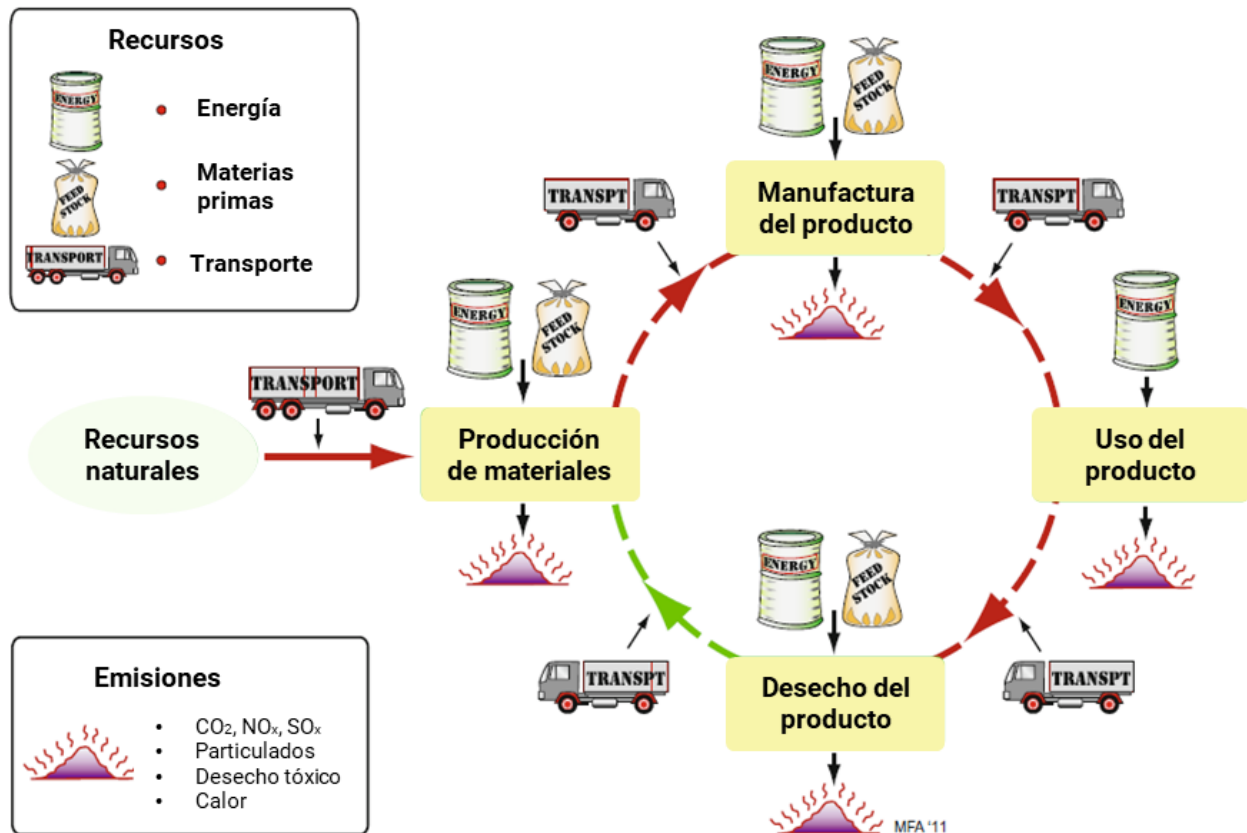 Recursos
ENERGY
Energía
FEED
STOCK
Materias
primas
TRANSPORT
Transporte
ENERGY
FEED
STOCK
TRANSPT
Manufactura
del producto
TRANSPT
ENERGY
FEED
STOCK
ENERGY
TRANSPORT
Recursos
naturales
Producción
de materiales
Uso del
producto
ENERGY
FEED
STOCK
TRANSPT
Desecho del
producto
TRANSPT
Emisiones
CO₂, NOₓ, SOₓ
Particulados
Desecho tóxico
Calor
MFA '11